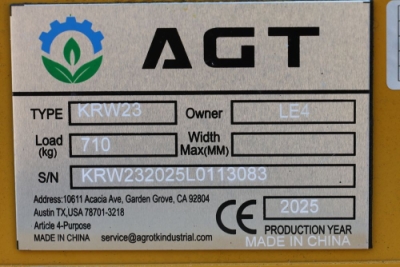 AGT
TYPE KRW23 Owner LE4
Load (kg) 710 Width Max(MM)
S/N KRW232025L0113083
Address:10611 Acacia Ave, Garden Grove, CA 92804
Austin TX,USA 78701-3218
Article 4-Purpose
MADE IN CHINA service@agrotkindustrial.com
CE 2025
PRODUCTION YEAR
MADE IN CHINA